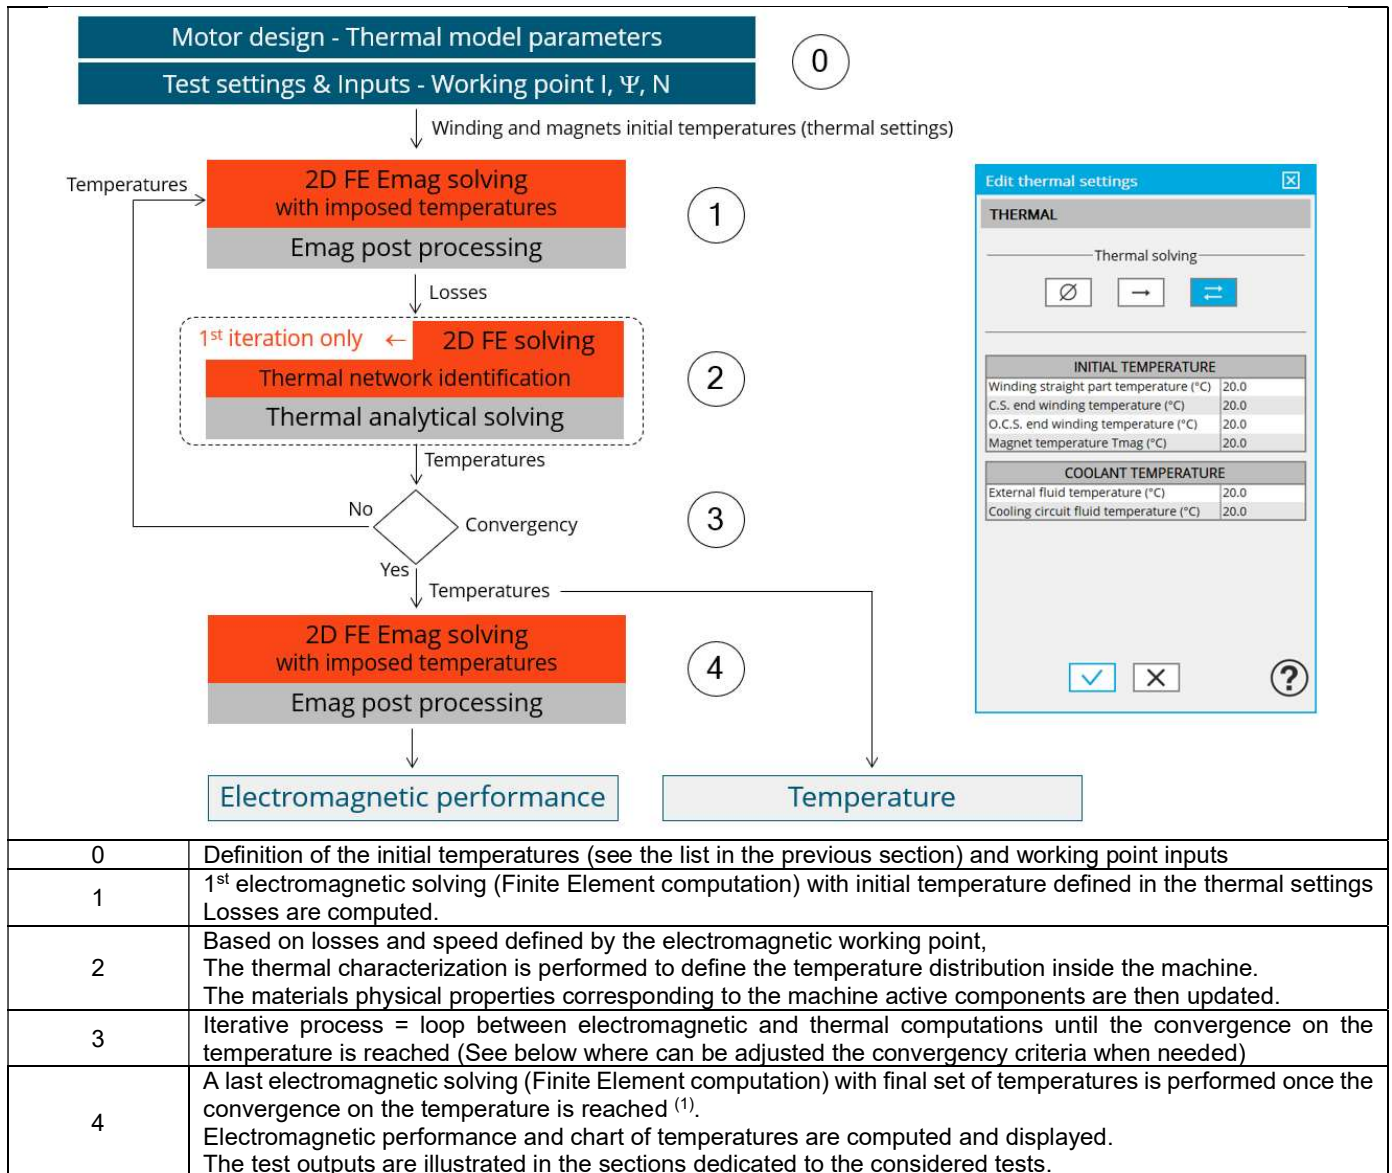 Motor design - Thermal model parameters
Test settings & Inputs - Working point I, Ψ, N
0
Winding and magnets initial temperatures (thermal settings)
Temperatures
2D FE Emag solving
with imposed temperatures
Emag post processing
1
Losses
1st iteration only ←
2D FE solving
Thermal network identification
Thermal analytical solving
2
Temperatures
No
Convergency
3
Yes
Temperatures
2D FE Emag solving
with imposed temperatures
Emag post processing
4
Electromagnetic performance
Temperature
Edit thermal settings
THERMAL
Thermal solving
INITIAL TEMPERATURE
Winding straight part temperature (°C) 20.0
C.S. end winding temperature (°C) 20.0
O.C.S. end winding temperature (°C) 20.0
Magnet temperature Tmag (°C) 20.0
COOLANT TEMPERATURE
External fluid temperature (°C) 20.0
Cooling circuit fluid temperature (°C) 20.0
?
0 Definition of the initial temperatures (see the list in the previous section) and working point inputs
1 1st electromagnetic solving (Finite Element computation) with initial temperature defined in the thermal settings
Losses are computed.
2 Based on losses and speed defined by the electromagnetic working point,
The thermal characterization is performed to define the temperature distribution inside the machine.
The materials physical properties corresponding to the machine active components are then updated.
3 Iterative process = loop between electromagnetic and thermal computations until the convergence on the
temperature is reached (See below where can be adjusted the convergency criteria when needed)
4 A last electromagnetic solving (Finite Element computation) with final set of temperatures is performed once the
convergence on the temperature is reached (1).
Electromagnetic performance and chart of temperatures are computed and displayed.
The test outputs are illustrated in the sections dedicated to the considered tests.